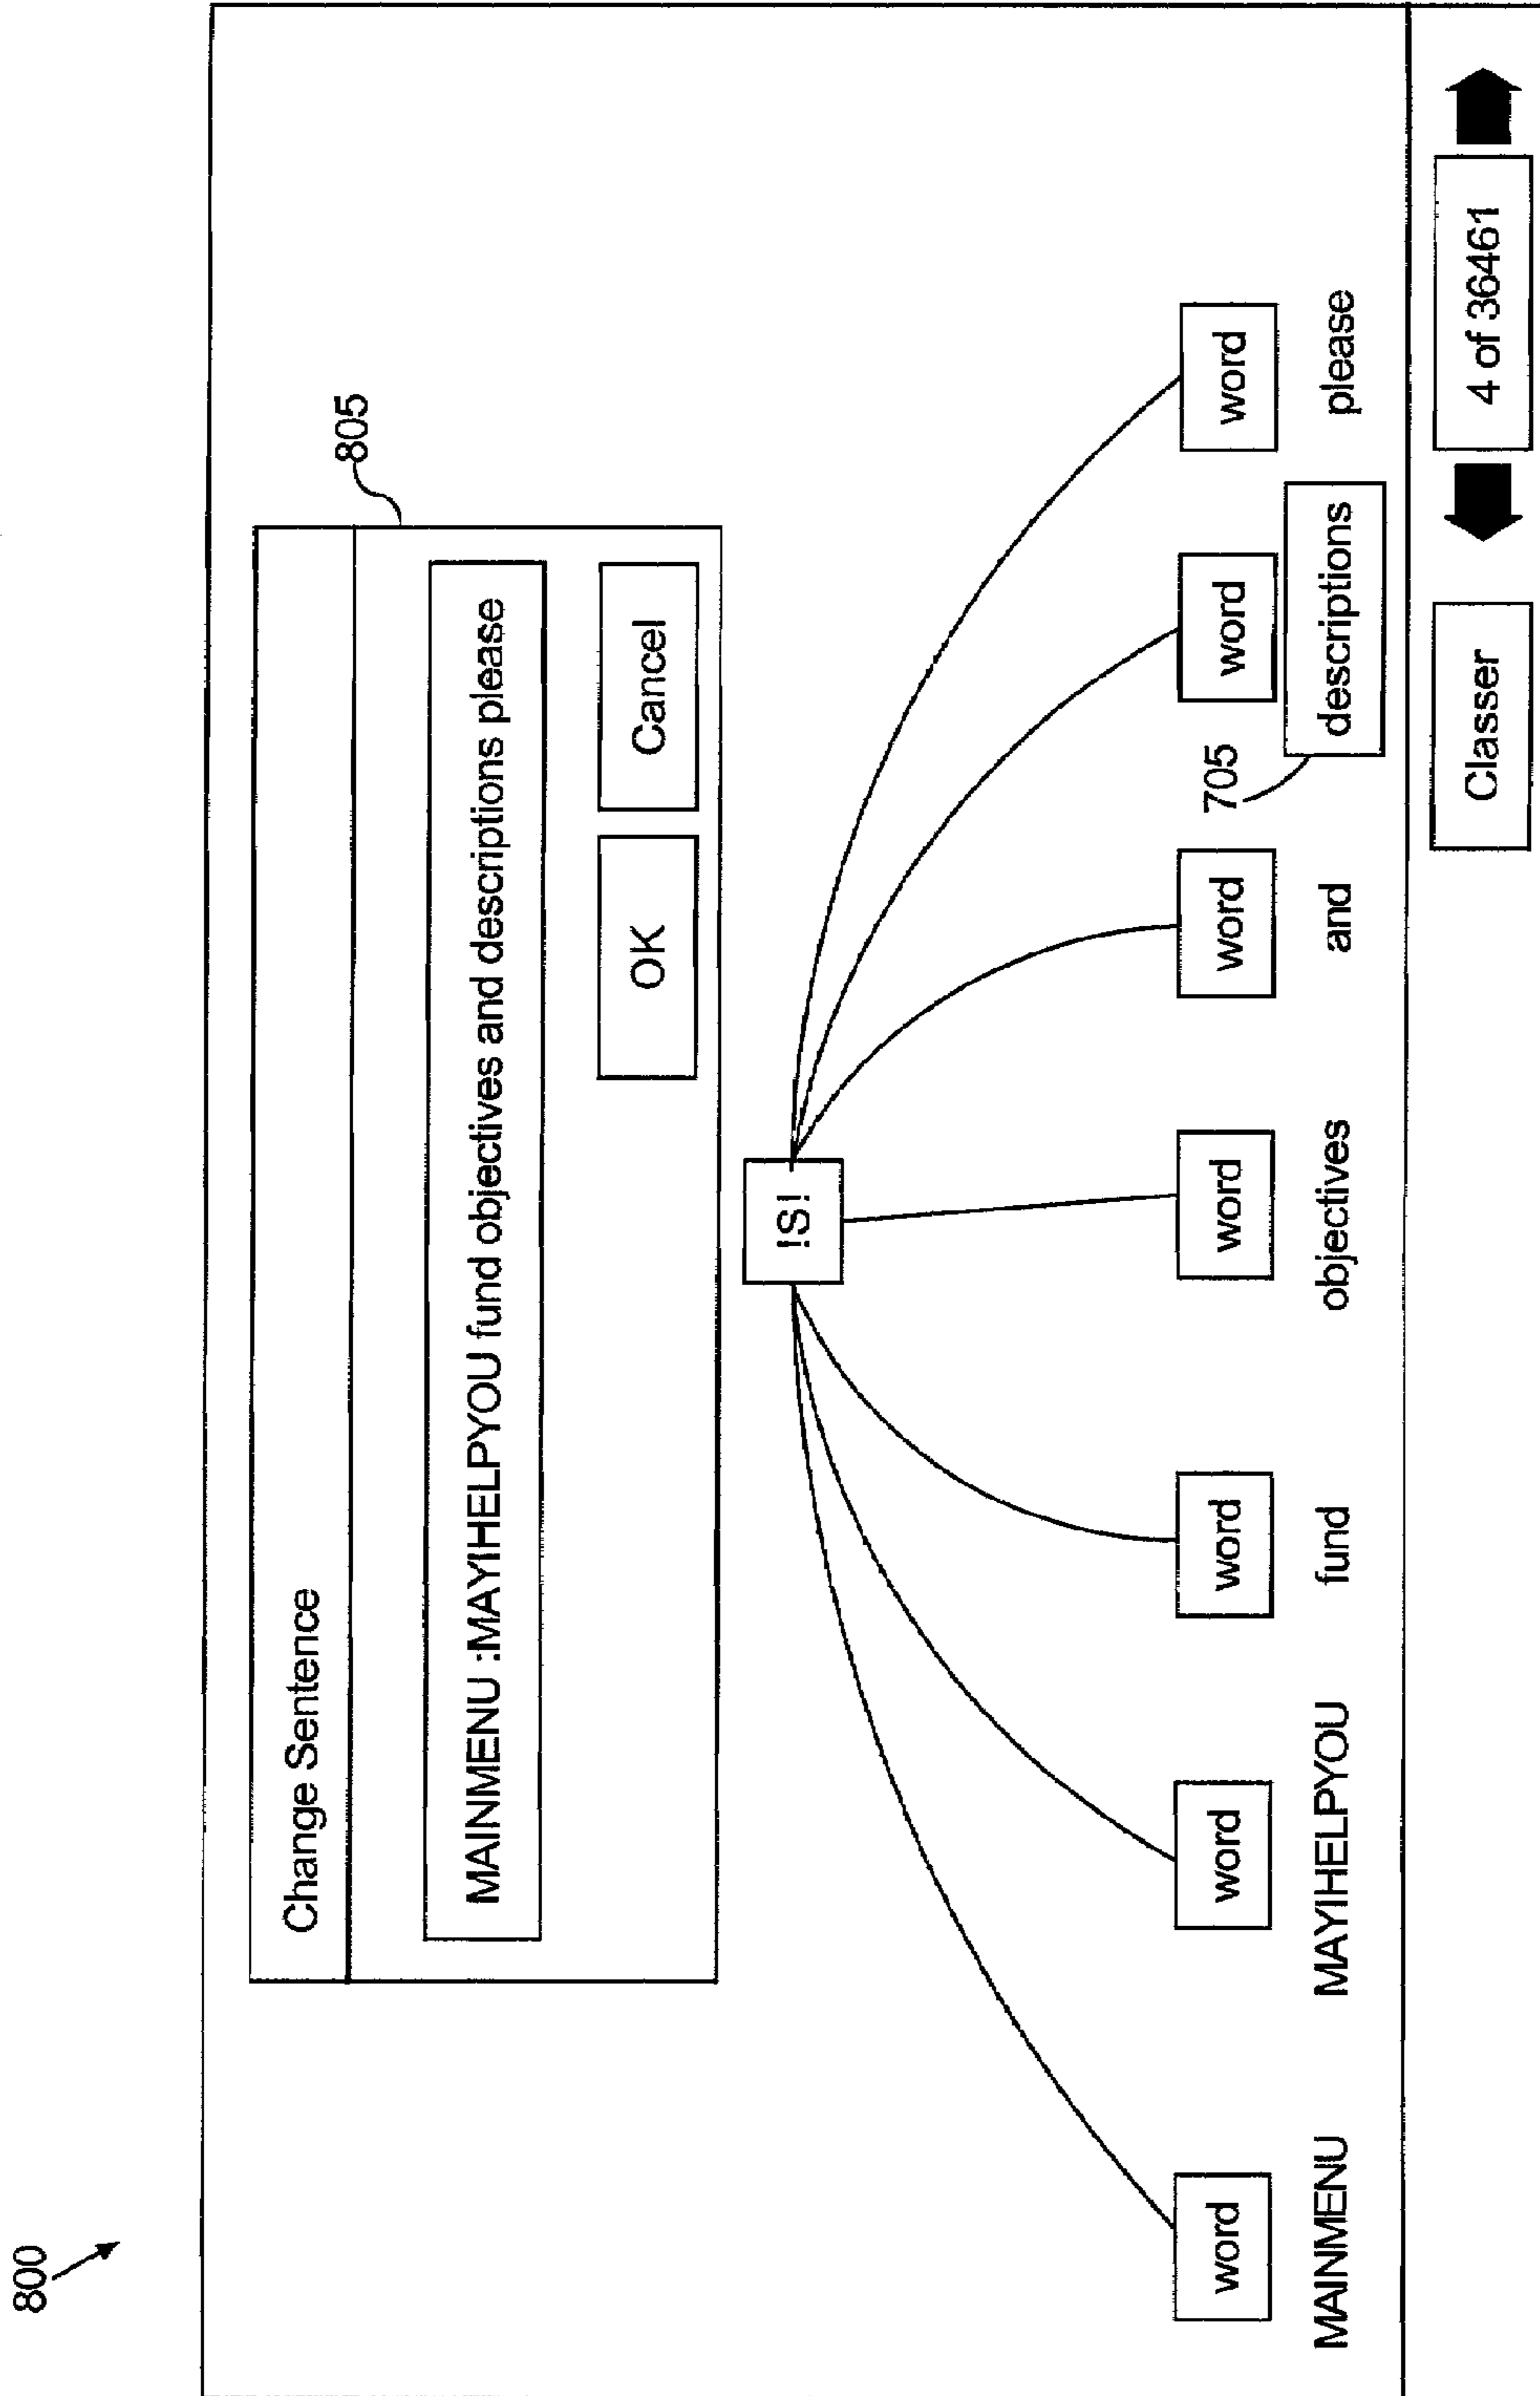 800
Change Sentence
805
MAINMENU :MAYIHELPYOU fund objectives and descriptions please
OK Cancel
!S!
word word word word word word word
705
MAINMENU MAYIHELPYOU fund objectives and descriptions please
Classer 4 of 36461